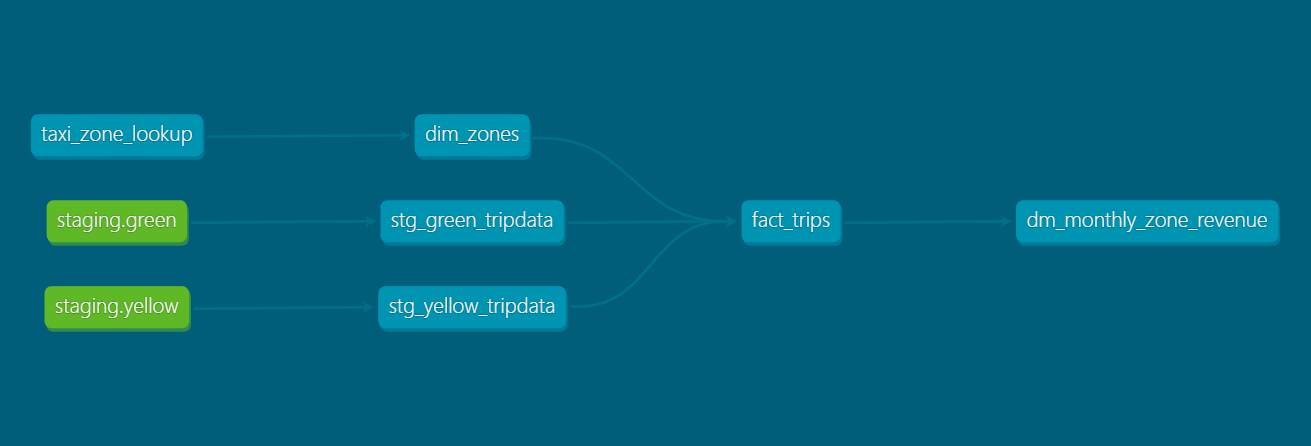 taxi_zone_lookup
dim_zones
staging.green
stg_green_tripdata
fact_trips
dm_monthly_zone_revenue
staging.yellow
stg_yellow_tripdata